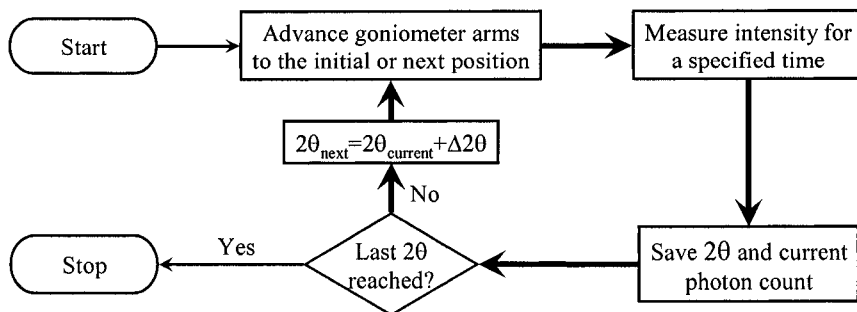 Start
Advance goniometer arms
to the initial or next position
Measure intensity for
a specified time
2θnext=2θcurrent+Δ2θ
No
Yes
Stop
Last 2θ
reached?
Save 2θ and current
photon count